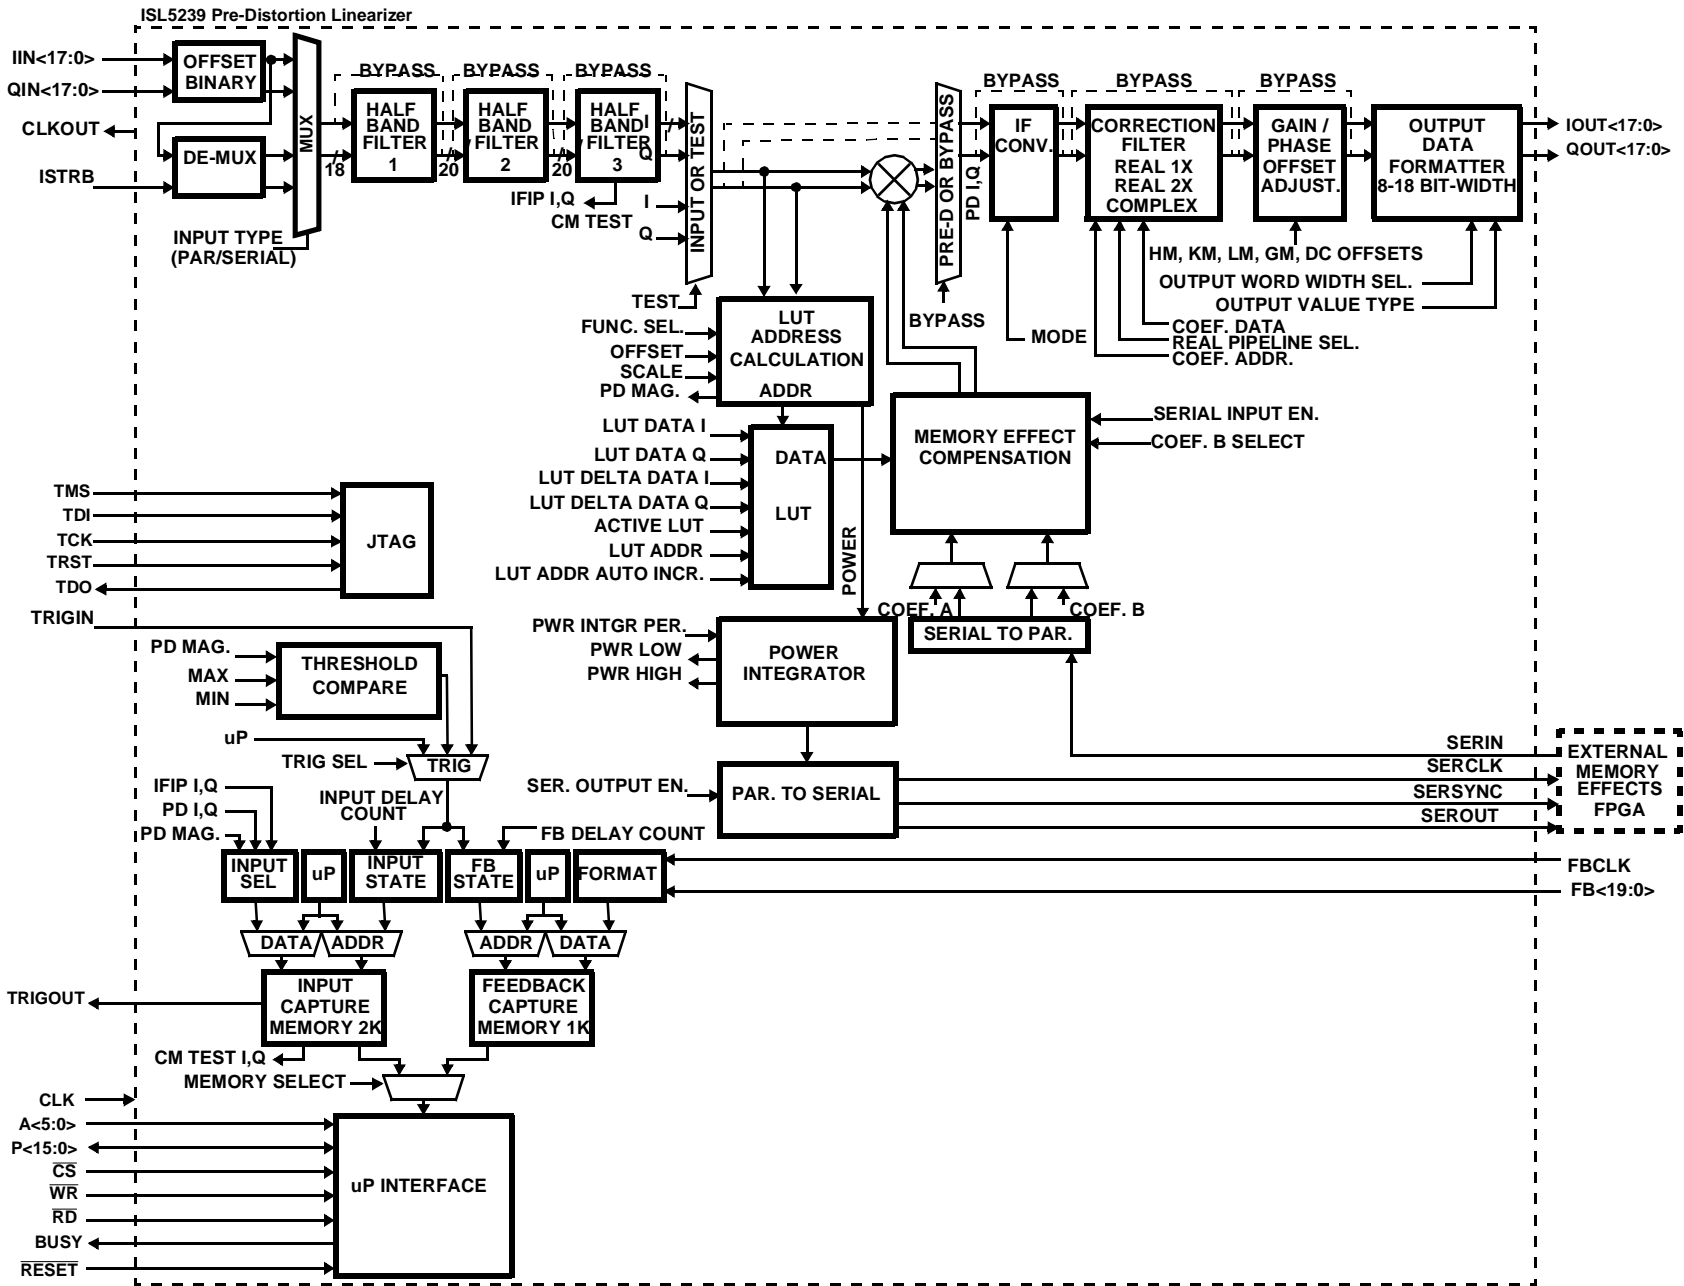 ISL5239 Pre-Distortion Linearizer
IIN<17:0>
QIN<17:0>
CLKOUT
ISTRB
OFFSET
BINARY
DE-MUX
MUX
INPUT TYPE
(PAR/SERIAL)
BYPASS
BYPASS
BYPASS
18
HALF
BAND
FILTER
1
20
HALF
BAND
FILTER
2
20
HALF
BAND
FILTER
3
I
Q
IFIP I,Q
CM TEST
I
Q
INPUT OR TEST
TEST
PRE-D OR BYPASS
BYPASS
PD I,Q
BYPASS
IF
CONV.
MODE
BYPASS
CORRECTION
FILTER
REAL 1X
REAL 2X
COMPLEX
BYPASS
GAIN /
PHASE
OFFSET
ADJUST.
OUTPUT
DATA
FORMATTER
8-18 BIT-WIDTH
IOUT<17:0>
QOUT<17:0>
HM, KM, LM, GM, DC OFFSETS
OUTPUT WORD WIDTH SEL.
OUTPUT VALUE TYPE
COEF. DATA
REAL PIPELINE SEL.
COEF. ADDR.
FUNC. SEL.
OFFSET
SCALE
PD MAG.
LUT
ADDRESS
CALCULATION
ADDR
LUT DATA I
LUT DATA Q
LUT DELTA DATA I
LUT DELTA DATA Q
ACTIVE LUT
LUT ADDR
LUT ADDR AUTO INCR.
DATA
LUT
POWER
MEMORY EFFECT
COMPENSATION
SERIAL INPUT EN.
COEF. B SELECT
COEF. A
COEF. B
SERIAL TO PAR.
TMS
TDI
TCK
TRST
TDO
JTAG
TRIGIN
PD MAG.
MAX
MIN
THRESHOLD
COMPARE
uP
TRIG SEL
TRIG
PWR INTGR PER.
PWR LOW
PWR HIGH
POWER
INTEGRATOR
SER. OUTPUT EN.
PAR. TO SERIAL
SERIN
SERCLK
SERSYNC
SEROUT
EXTERNAL
MEMORY
EFFECTS
FPGA
IFIP I,Q
PD I,Q
PD MAG.
INPUT DELAY
COUNT
FB DELAY COUNT
INPUT
SEL
uP
INPUT
STATE
FB
STATE
uP
FORMAT
FBCLK
FB<19:0>
DATA
ADDR
ADDR
DATA
TRIGOUT
INPUT
CAPTURE
MEMORY 2K
FEEDBACK
CAPTURE
MEMORY 1K
CM TEST I,Q
MEMORY SELECT
CLK
A<5:0>
P<15:0>
CS
WR
RD
BUSY
RESET
uP INTERFACE